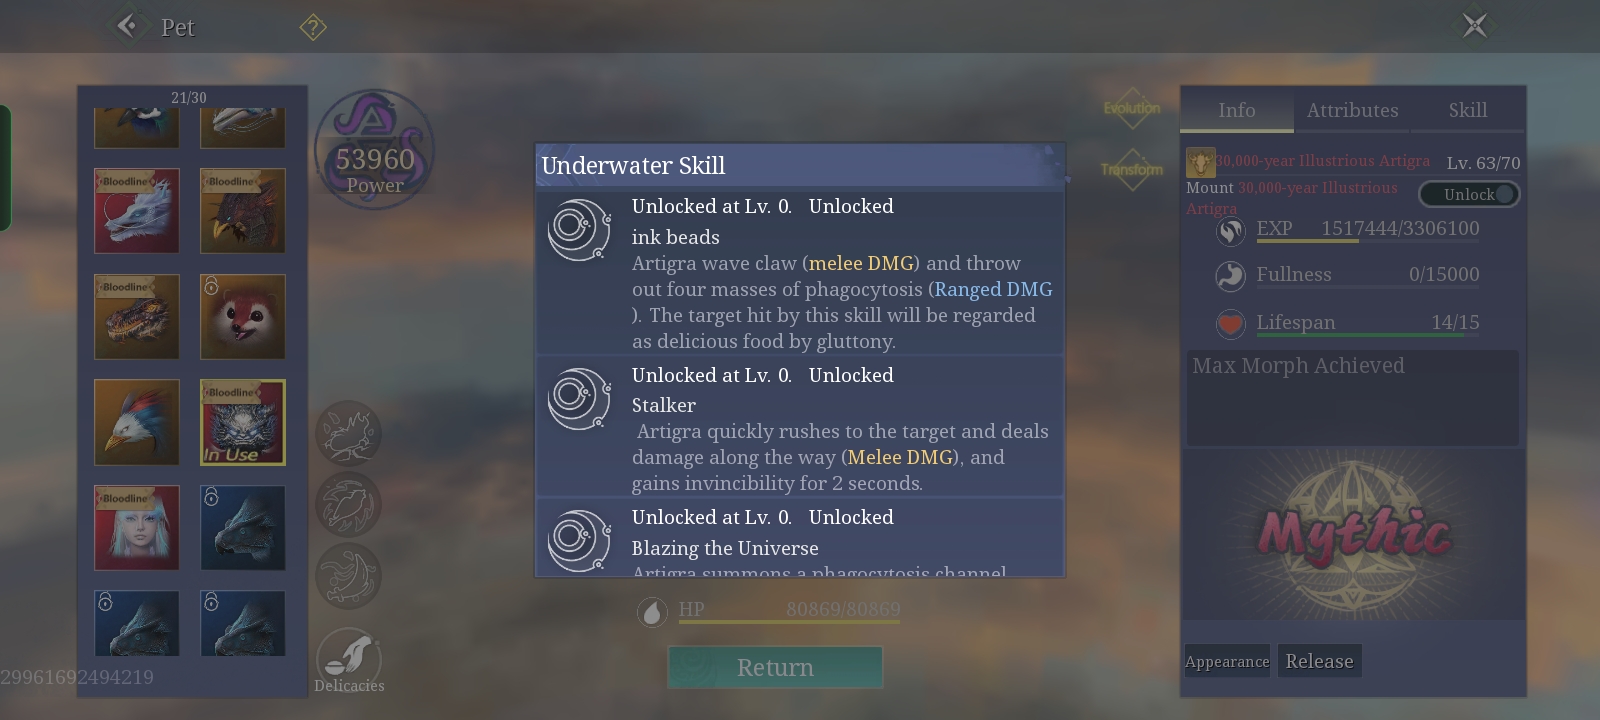 Pet
?
21/30
Bloodline
Bloodline
Bloodline
Bloodline
In Use
Bloodline
53960
Power
Delicacies
29961692494219
Underwater Skill
Unlocked at Lv. 0. Unlocked
ink beads
Artigra wave claw (melee DMG) and throw
out four masses of phagocytosis (Ranged DMG
). The target hit by this skill will be regarded
as delicious food by gluttony.
Unlocked at Lv. 0. Unlocked
Stalker
Artigra quickly rushes to the target and deals
damage along the way (Melee DMG), and
gains invincibility for 2 seconds.
Unlocked at Lv. 0. Unlocked
Blazing the Universe
Artigra summons a phagocytosis channel
HP 80869/80869
Return
Evolution
Transform
Info Attributes Skill
30,000-year Illustrious Artigra Lv. 63/70
Mount 30,000-year Illustrious
Artigra
Unlock
EXP 1517444/3306100
Fullness 0/15000
Lifespan 14/15
Max Morph Achieved
Mythic
Appearance Release